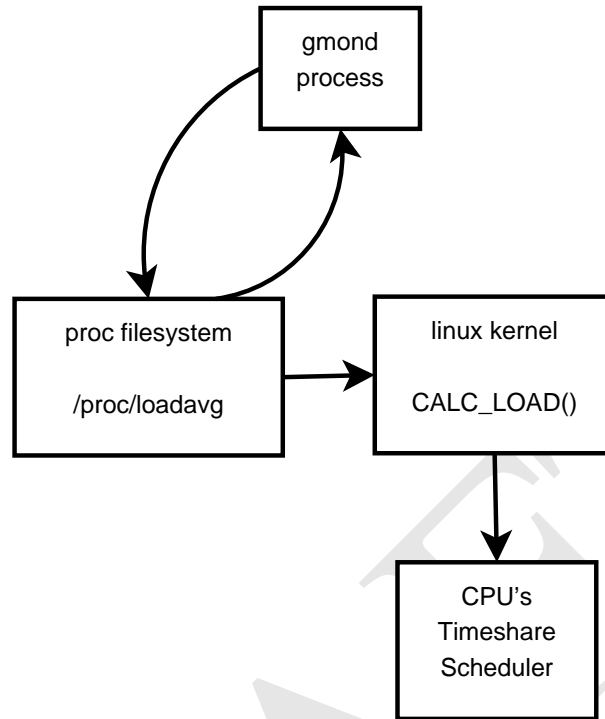 gmond
process
proc filesystem
/proc/loadavg
linux kernel
CALC_LOAD()
CPU's
Timeshare
Scheduler